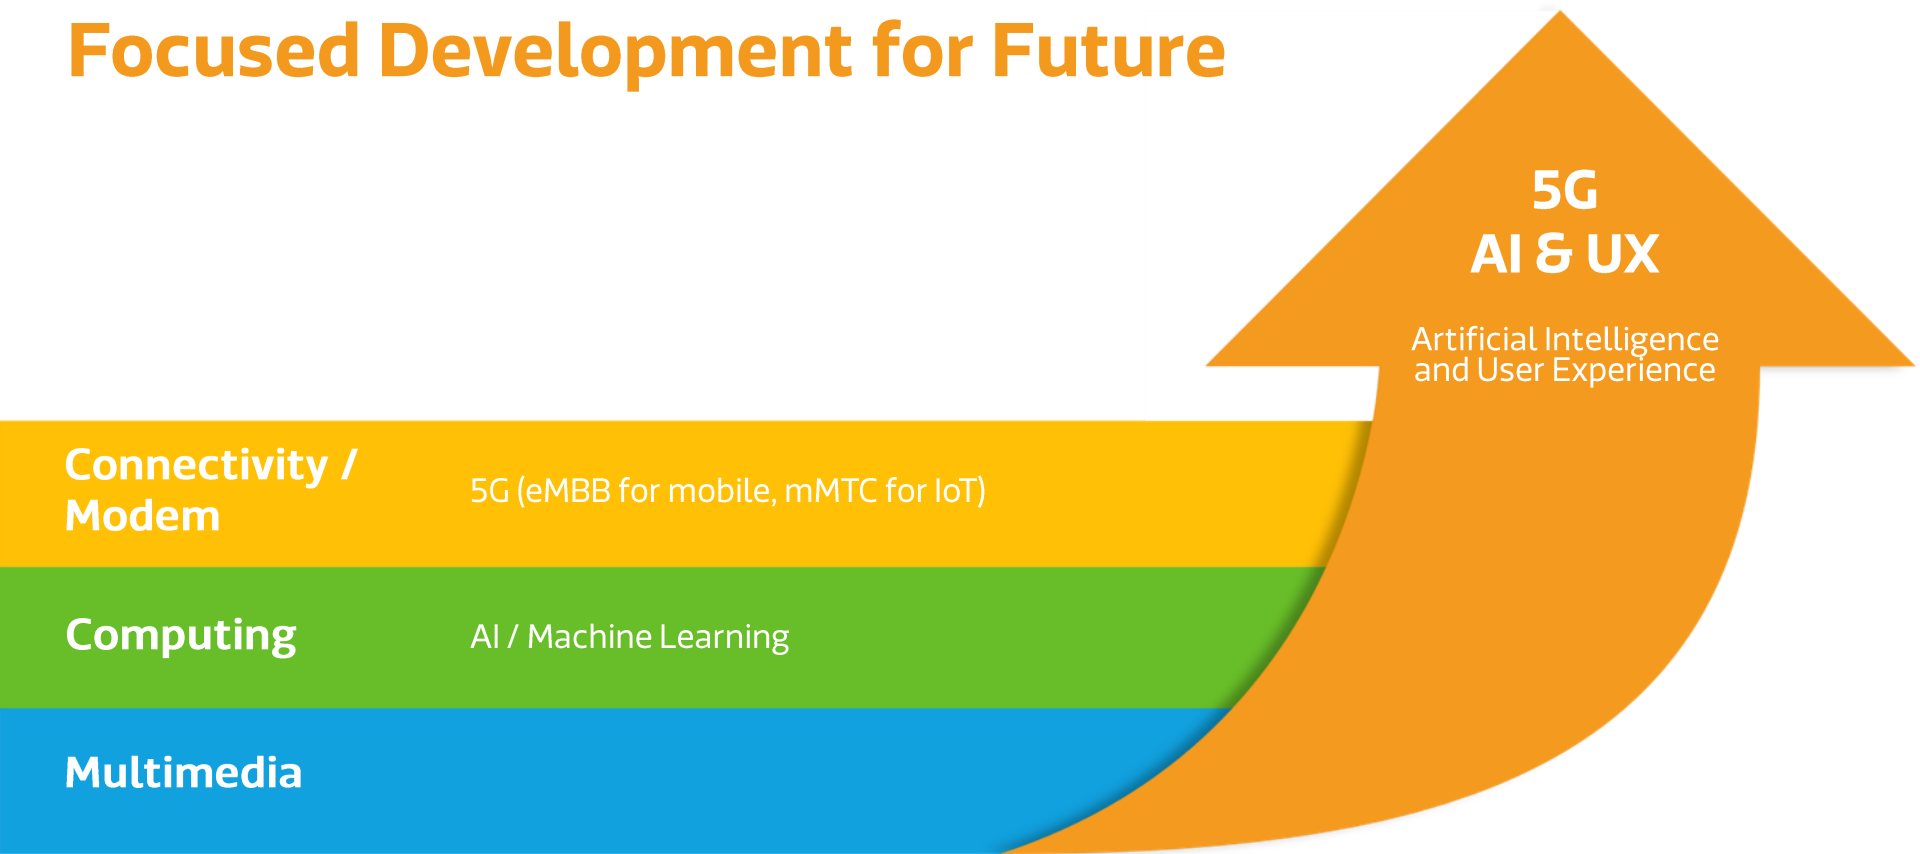 Focused Development for Future
5G
AI & UX
Artificial Intelligence
and User Experience
Connectivity /
Modem
5G (eMBB for mobile, mMTC for IoT)
Computing
AI / Machine Learning
Multimedia